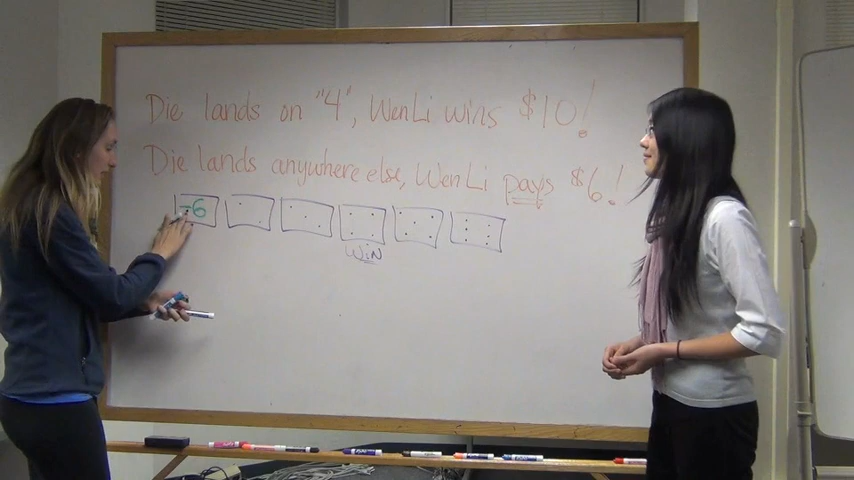 Die lands on "4", WenLi wins $10!
Die lands anywhere else, WenLi pays $6!
-6
WiN